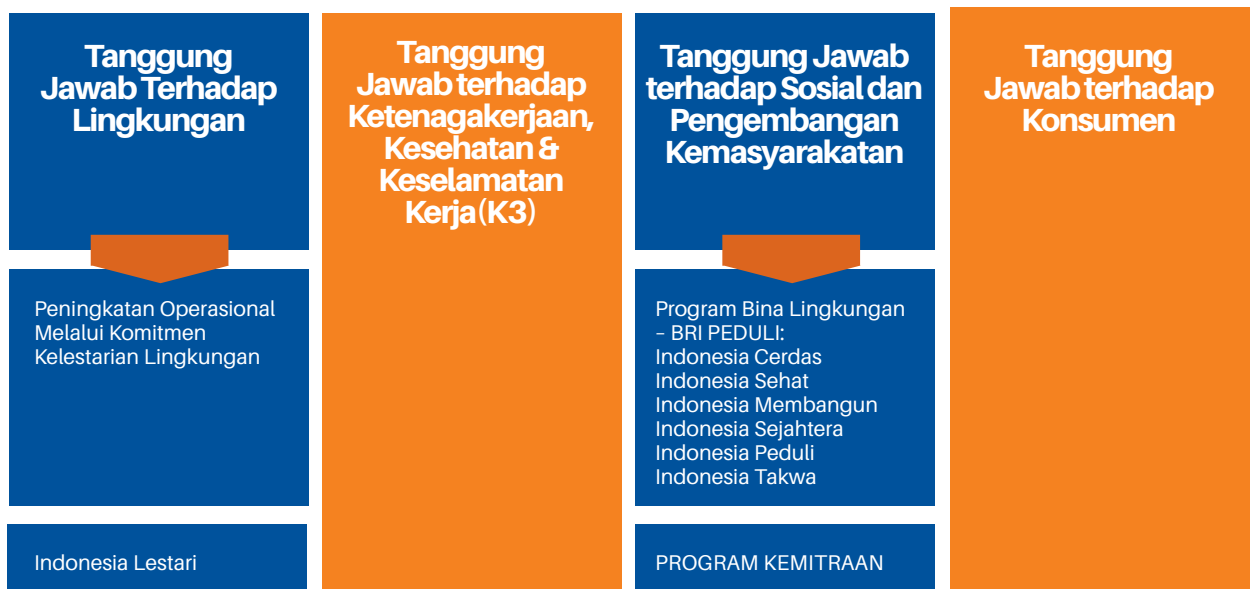 Tanggung
Jawab Terhadap
Lingkungan
Peningkatan Operasional
Melalui Komitmen
Kelestarian Lingkungan
Indonesia Lestari
Tanggung
Jawab terhadap
Ketenagakerjaan,
Kesehatan &
Keselamatan
Kerja (K3)
Tanggung Jawab
terhadap Sosial dan
Pengembangan
Kemasyarakatan
Program Bina Lingkungan
– BRI PEDULI:
Indonesia Cerdas
Indonesia Sehat
Indonesia Membangun
Indonesia Sejahtera
Indonesia Peduli
Indonesia Takwa
PROGRAM KEMITRAAN
Tanggung
Jawab terhadap
Konsumen